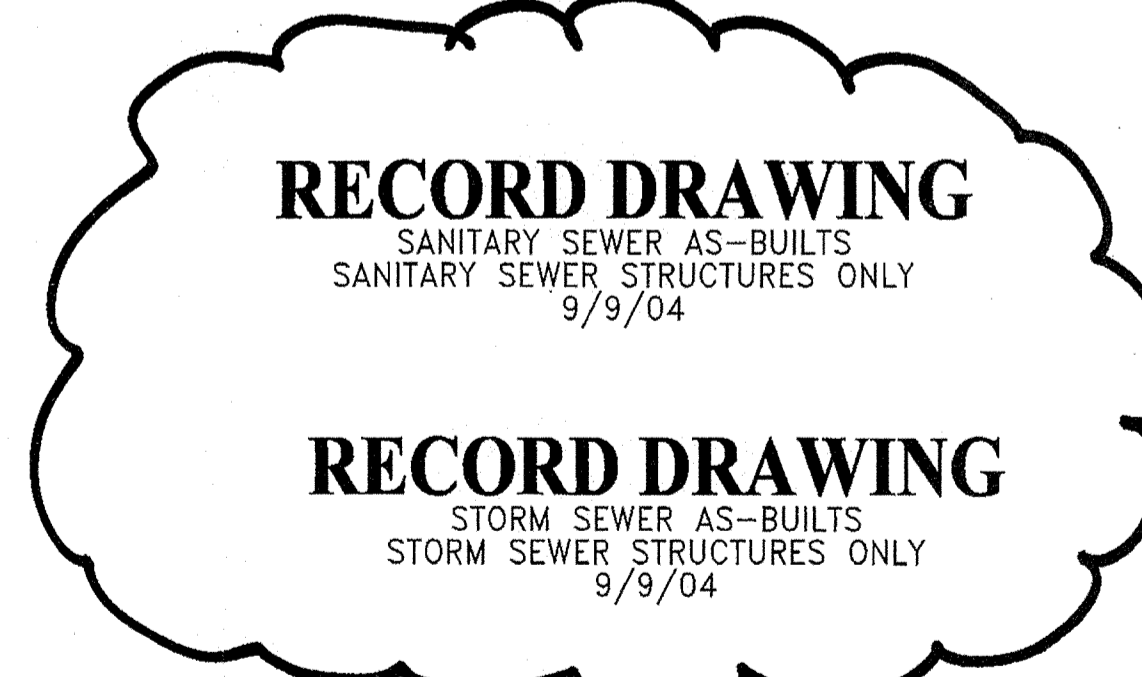 RECORD DRAWING
SANITARY SEWER AS-BUILTS
SANITARY SEWER STRUCTURES ONLY
9/9/04
RECORD DRAWING
STORM SEWER AS-BUILTS
STORM SEWER STRUCTURES ONLY
9/9/04